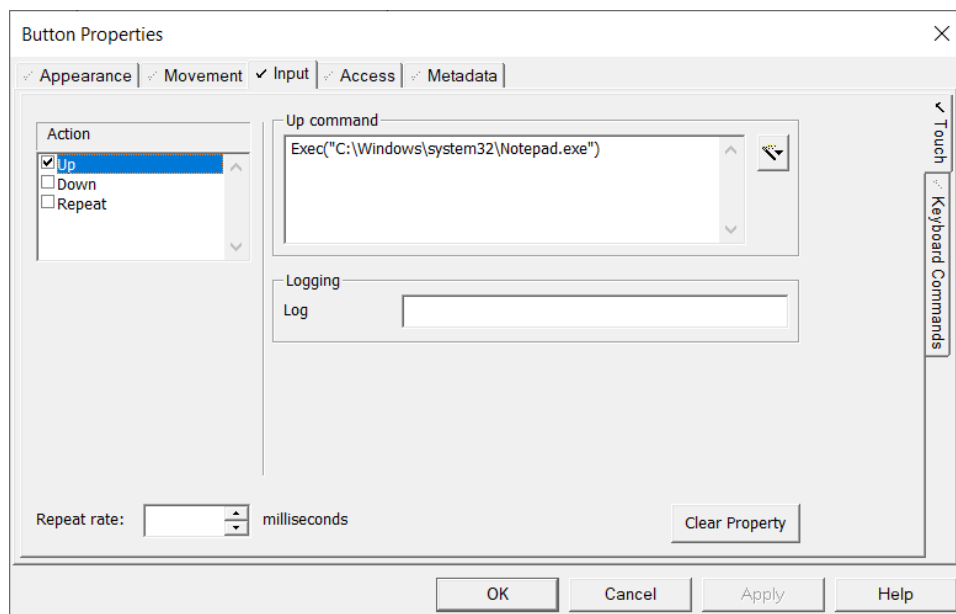 Button Properties
Appearance Movement Input Access Metadata
Action
Up
Down
Repeat
Up command
Exec("C:\Windows\system32\Notepad.exe")
Logging
Log
Touch
Keyboard Commands
Repeat rate: milliseconds
Clear Property
OK Cancel Apply Help